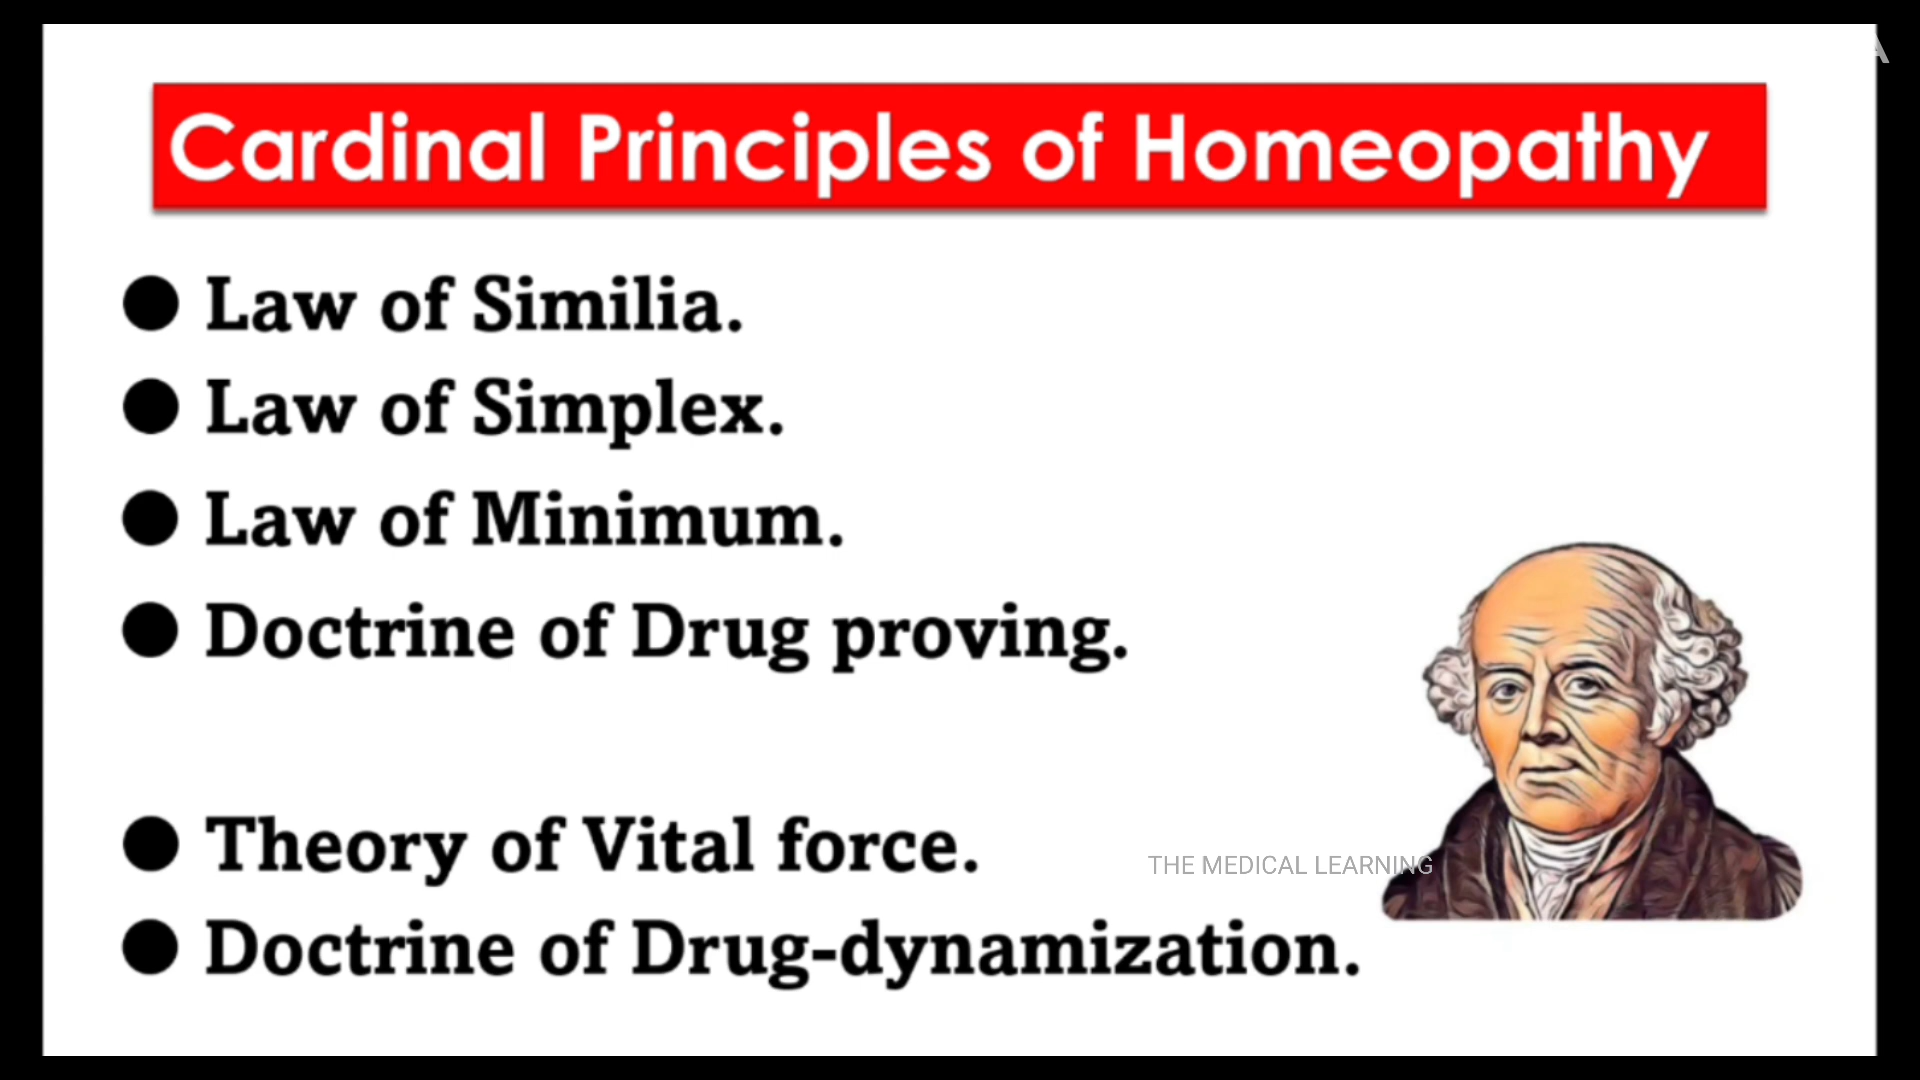 Cardinal Principles of Homeopathy
● Law of Similia.
● Law of Simplex.
● Law of Minimum.
● Doctrine of Drug proving.
● Theory of Vital force.
THE MEDICAL LEARNING
● Doctrine of Drug-dynamization.